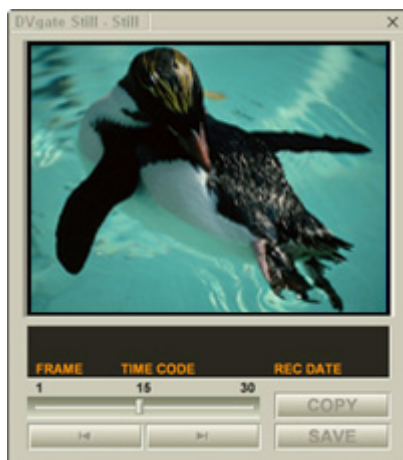 DVgate Still - Still
FRAME TIME CODE REC DATE
1 15 30
COPY
SAVE